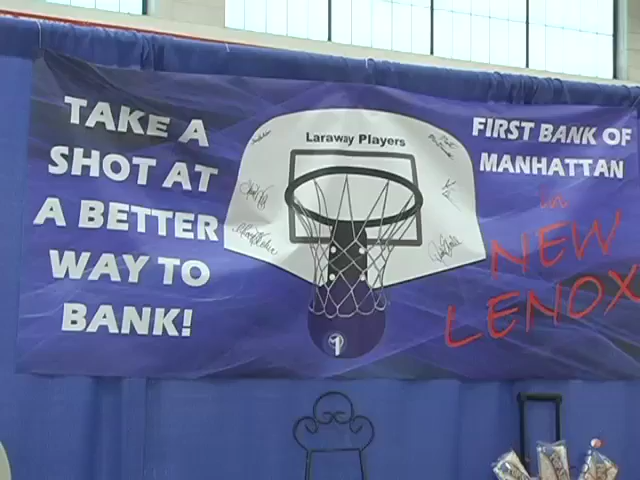 TAKE A
SHOT AT
A BETTER
WAY TO
BANK!
Laraway Players
FIRST BANK OF
MANHATTAN
in
NEW
LENOX